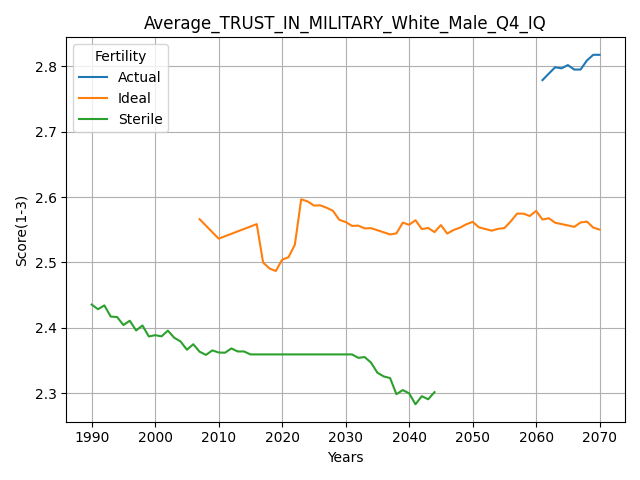 Average_TRUST_IN_MILITARY_White_Male_Q4_IQ
Fertility
Actual
Ideal
Sterile
Score(1-3)
2.8
2.7
2.6
2.5
2.4
2.3
1990 2000 2010 2020 2030 2040 2050 2060 2070
Years